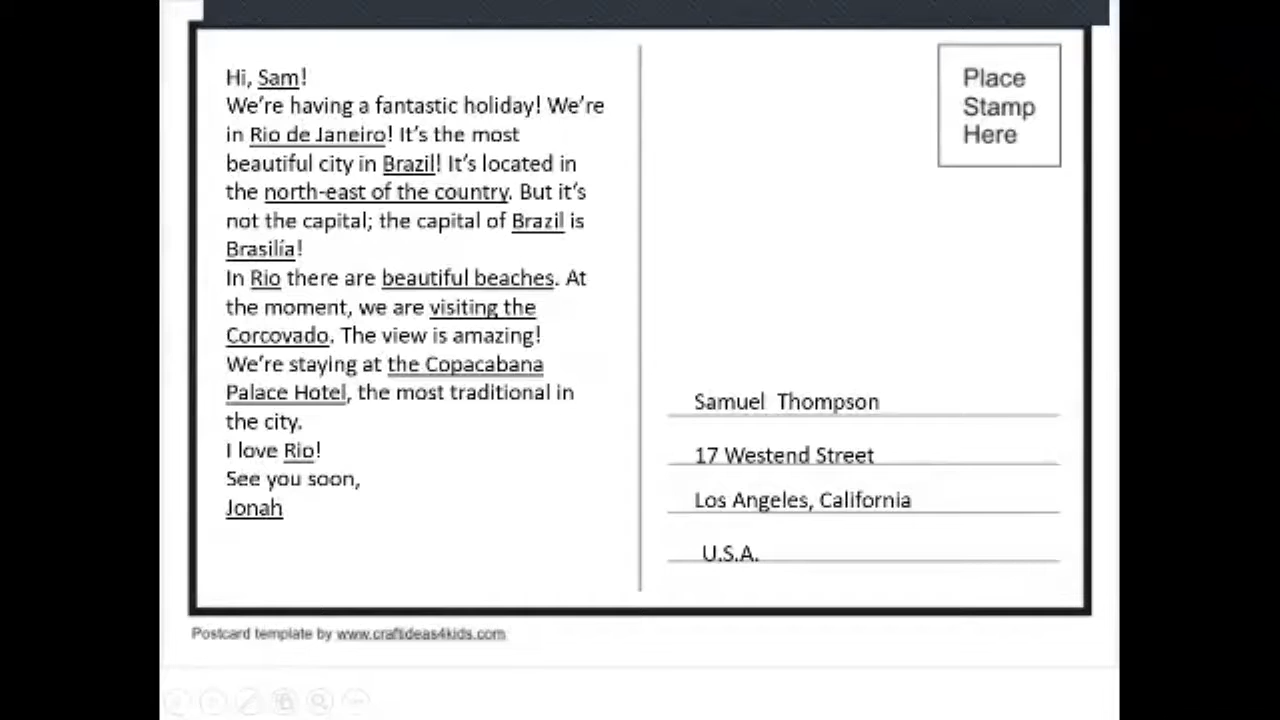 Hi, Sam!
We're having a fantastic holiday! We're
in Rio de Janeiro! It's the most
beautiful city in Brazil! It's located in
the north-east of the country. But it's
not the capital; the capital of Brazil is
Brasilía!
In Rio there are beautiful beaches. At
the moment, we are visiting the
Corcovado. The view is amazing!
We're staying at the Copacabana
Palace Hotel, the most traditional in
the city.
I love Rio!
See you soon,
Jonah
Place
Stamp
Here
Samuel Thompson
17 Westend Street
Los Angeles, California
U.S.A.
Postcard template by www.craftideas4kids.com